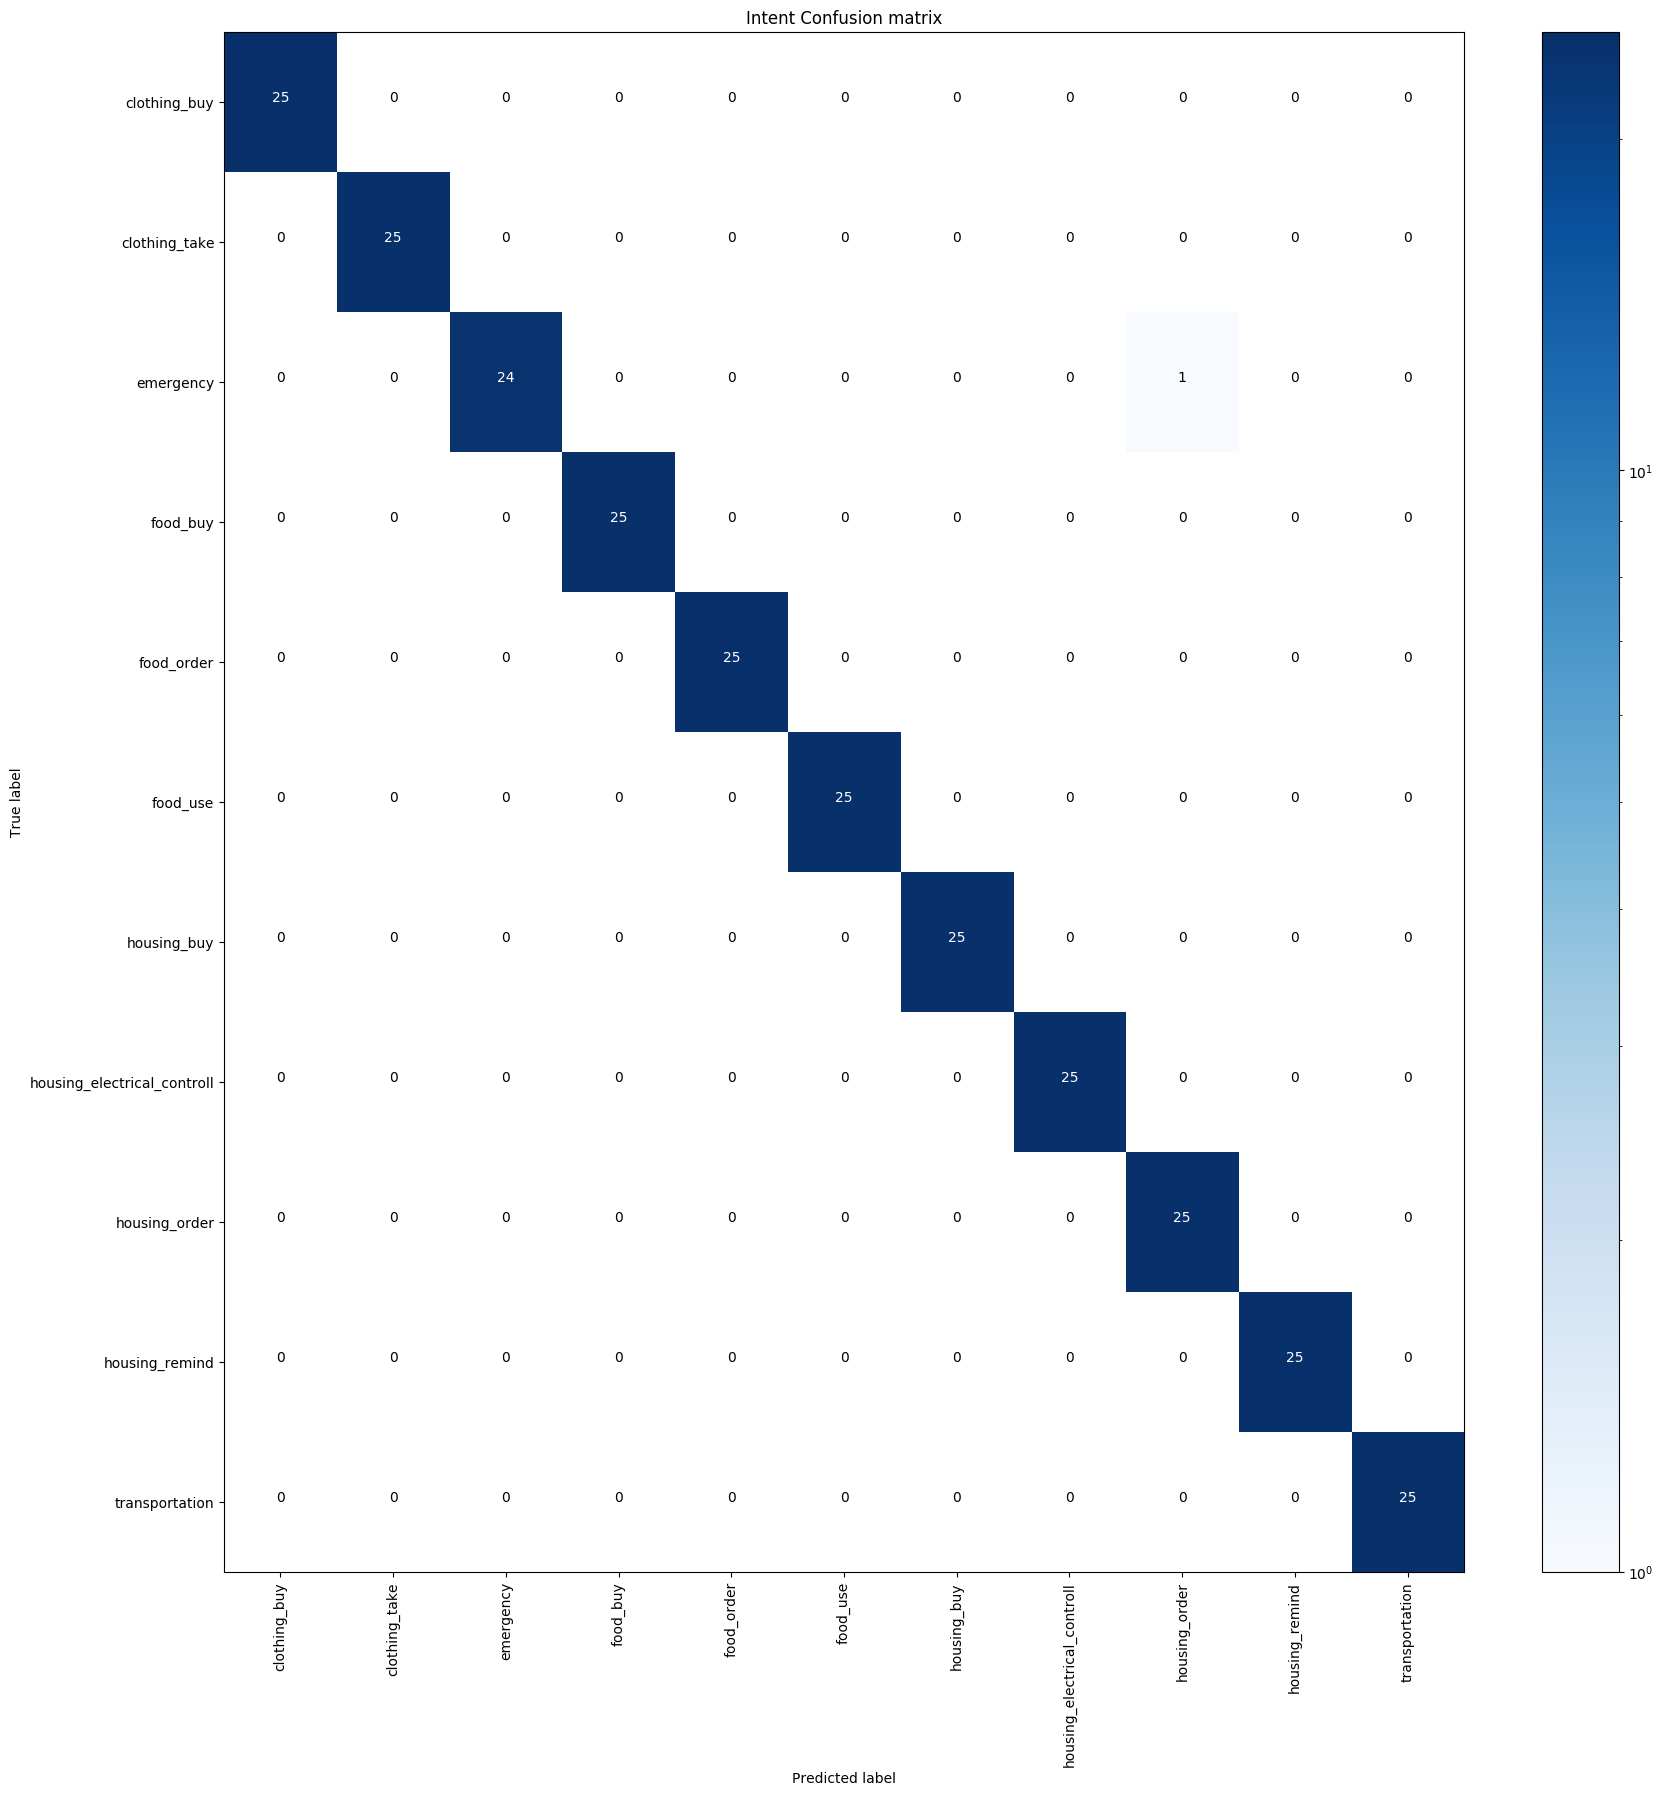 Intent Confusion matrix
clothing_buy 25 0 0 0 0 0 0 0 0 0 0
clothing_take 0 25 0 0 0 0 0 0 0 0 0
emergency 0 0 24 0 0 0 0 0 1 0 0
food_buy 0 0 0 25 0 0 0 0 0 0 0
food_order 0 0 0 0 25 0 0 0 0 0 0
food_use 0 0 0 0 0 25 0 0 0 0 0
housing_buy 0 0 0 0 0 0 25 0 0 0 0
housing_electrical_controll 0 0 0 0 0 0 0 25 0 0 0
housing_order 0 0 0 0 0 0 0 0 25 0 0
housing_remind 0 0 0 0 0 0 0 0 0 25 0
transportation 0 0 0 0 0 0 0 0 0 0 25
True label
clothing_buy
clothing_take
emergency
food_buy
food_order
food_use
housing_buy
housing_electrical_controll
housing_order
housing_remind
transportation
Predicted label
10¹
10⁰